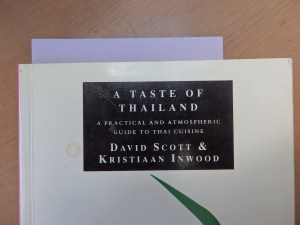 A TASTE OF
THAILAND
A PRACTICAL AND ATMOSPHERIC
GUIDE TO THAI CUISINE
DAVID SCOTT &
KRISTIAAN INWOOD